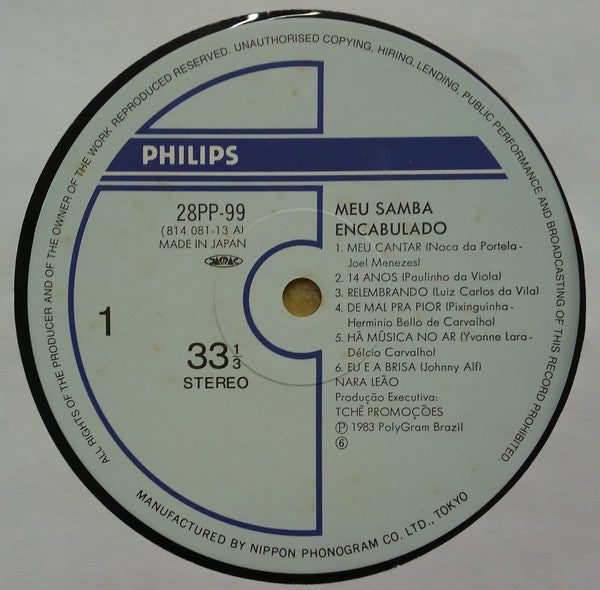 ALL RIGHTS OF THE PRODUCER AND OF THE OWNER OF THE WORK REPRODUCED RESERVED. UNAUTHORISED COPYING, HIRING, LENDING, PUBLIC PERFORMANCE AND BROADCASTING OF THIS RECORD PROHIBITED.
PHILIPS
28PP-99
(814 081-13 A)
MADE IN JAPAN
JASRAC
1
33 1/3
STEREO
MEU SAMBA
ENCABULADO
1. MEU CANTAR (Noca da Portela-
Joel Menezes)
2. 14 ANOS (Paulinho da Viola)
3. RELEMBRANDO (Luiz Carlos da Vila)
4. DE MAL PRA PIOR (Pixinguinha-
Herminio Bello de Carvalho)
5. HÁ MÚSICA NO AR (Yvonne Lara-
Délcio Carvalho)
6. EU E A BRISA (Johnny Alf)
NARA LEÃO
Produção Executiva:
TCHÊ PROMOÇÕES
Ⓟ 1983 PolyGram Brazil
⑥
MANUFACTURED BY NIPPON PHONOGRAM CO. LTD., TOKYO